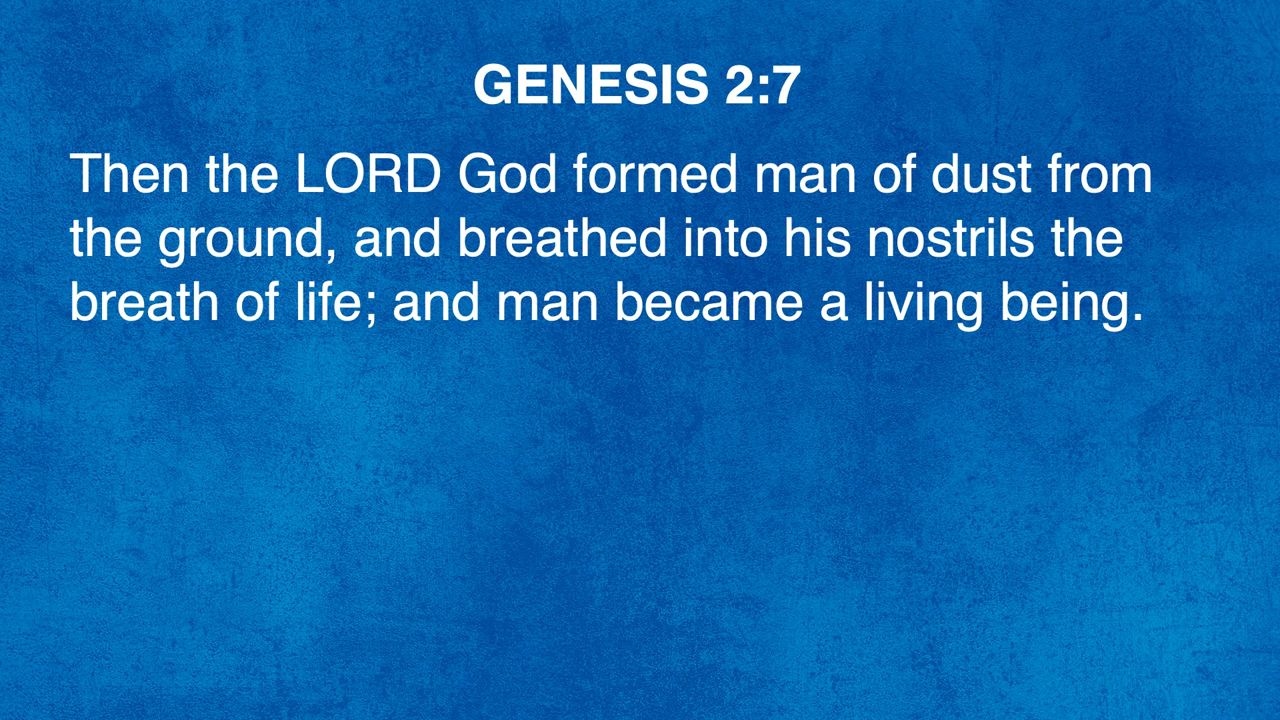 GENESIS 2:7
Then the LORD God formed man of dust from
the ground, and breathed into his nostrils the
breath of life; and man became a living being.